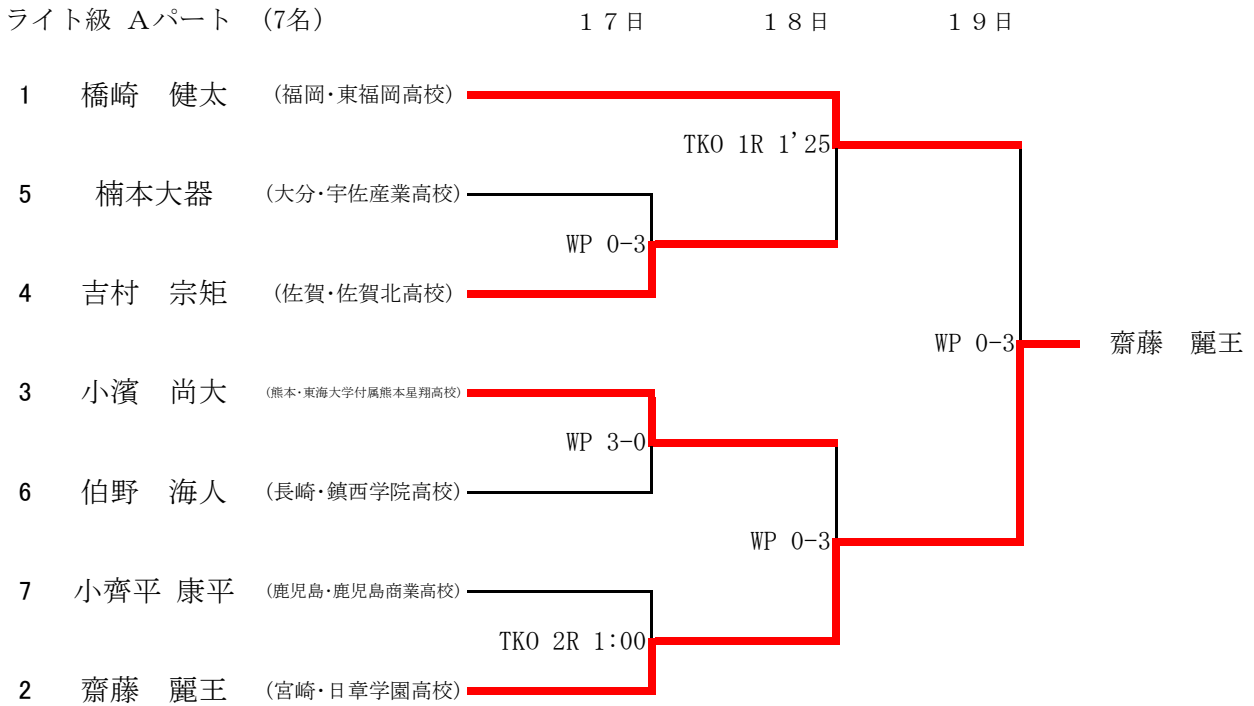 ライト級 Aパート (7名) 17日 18日 19日
1 橋崎 健太 (福岡・東福岡高校)
TKO 1R 1'25
5 楠本大器 (大分・宇佐産業高校)
WP 0-3
4 吉村 宗矩 (佐賀・佐賀北高校)
WP 0-3 齋藤 麗王
3 小濱 尚大 (熊本・東海大学付属熊本星翔高校)
WP 3-0
6 伯野 海人 (長崎・鎮西学院高校)
WP 0-3
7 小齊平 康平 (鹿児島・鹿児島商業高校)
TKO 2R 1:00
2 齋藤 麗王 (宮崎・日章学園高校)